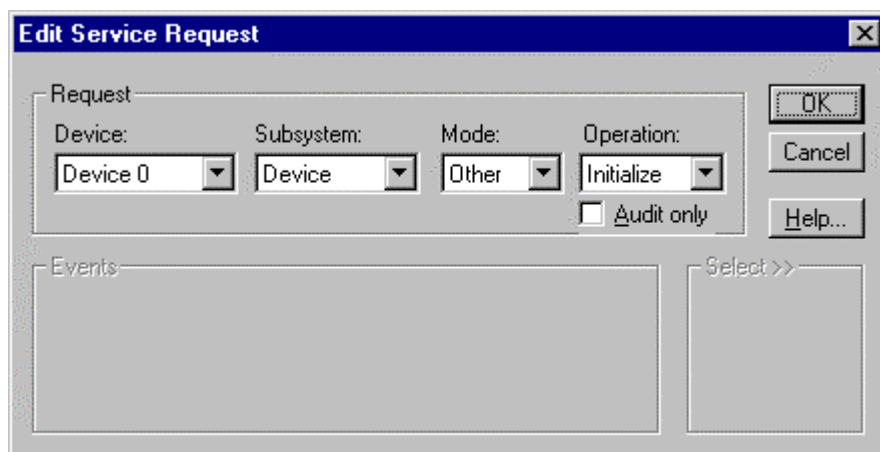 Edit Service Request
Request
Device: Subsystem: Mode: Operation:
Device 0 Device Other Initialize
Audit only
OK
Cancel
Help...
Events
Select >>